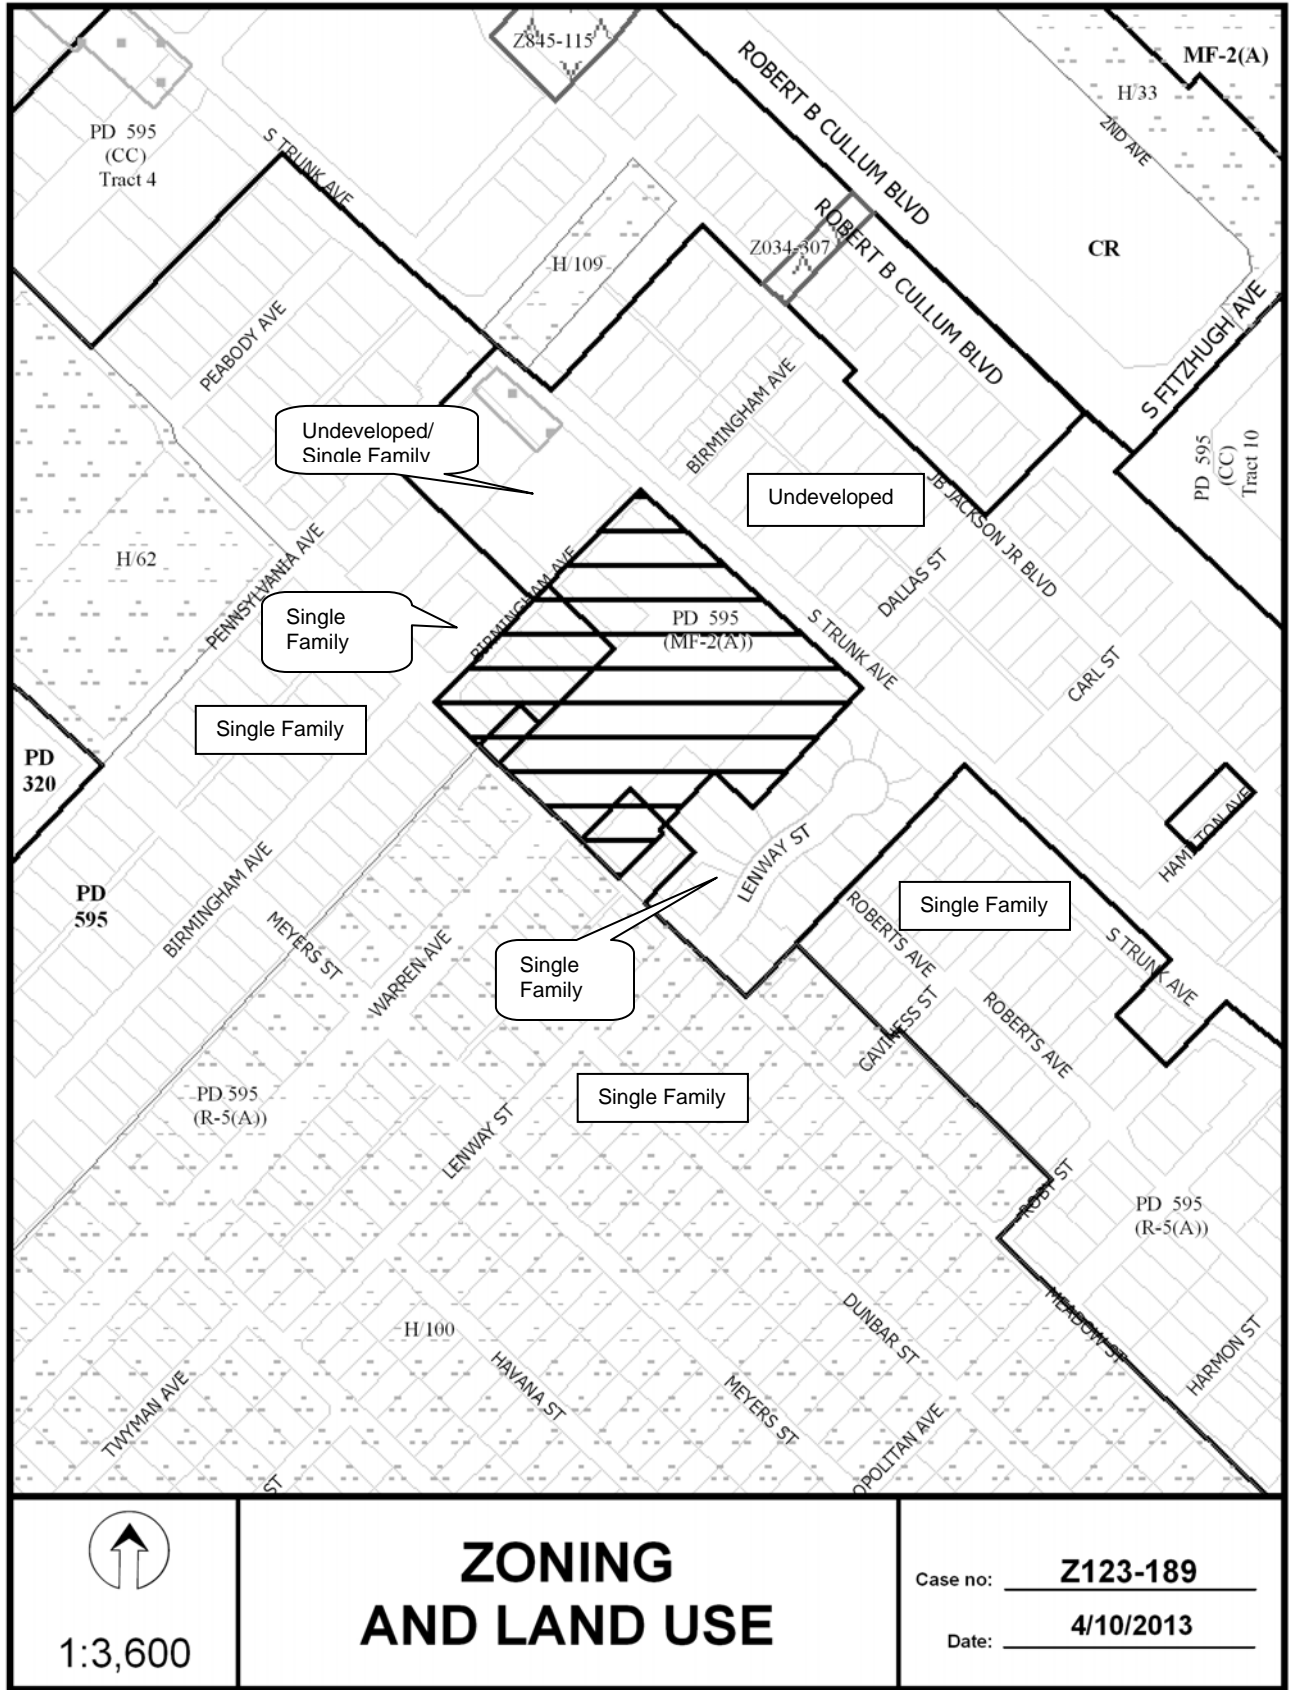 Z845-115
MF-2(A)
H/33
2ND AVE
ROBERT B CULLUM BLVD
PD 595
(CC)
Tract 4
S TRUNK AVE
ROBERT B CULLUM BLVD
Z034-307
CR
H/109
S FITZHUGH AVE
PEABODY AVE
BIRMINGHAM AVE
Undeveloped/
Single Family
PD 595
(CC)
Tract 10
Undeveloped
JB JACKSON JR BLVD
H/62
PENNSYLVANIA AVE
BIRMINGHAM AVE
DALLAS ST
Single
Family
PD 595
(MF-2(A))
S TRUNK AVE
CARL ST
Single Family
PD
320
HAMILTON AVE
LENWAY ST
PD
595
BIRMINGHAM AVE
Single Family
ROBERTS AVE
MEYERS ST
WARREN AVE
Single
Family
S TRUNK AVE
CAVINESS ST
ROBERTS AVE
PD 595
(R-5(A))
Single Family
LENWAY ST
ROBY ST
PD 595
(R-5(A))
H/100
DUNBAR ST
MEADOW ST
HARMON ST
TWYMAN AVE
HAVANA ST
MEYERS ST
OPOLITAN AVE
ST
1:3,600
ZONING
AND LAND USE
Case no: Z123-189
Date: 4/10/2013